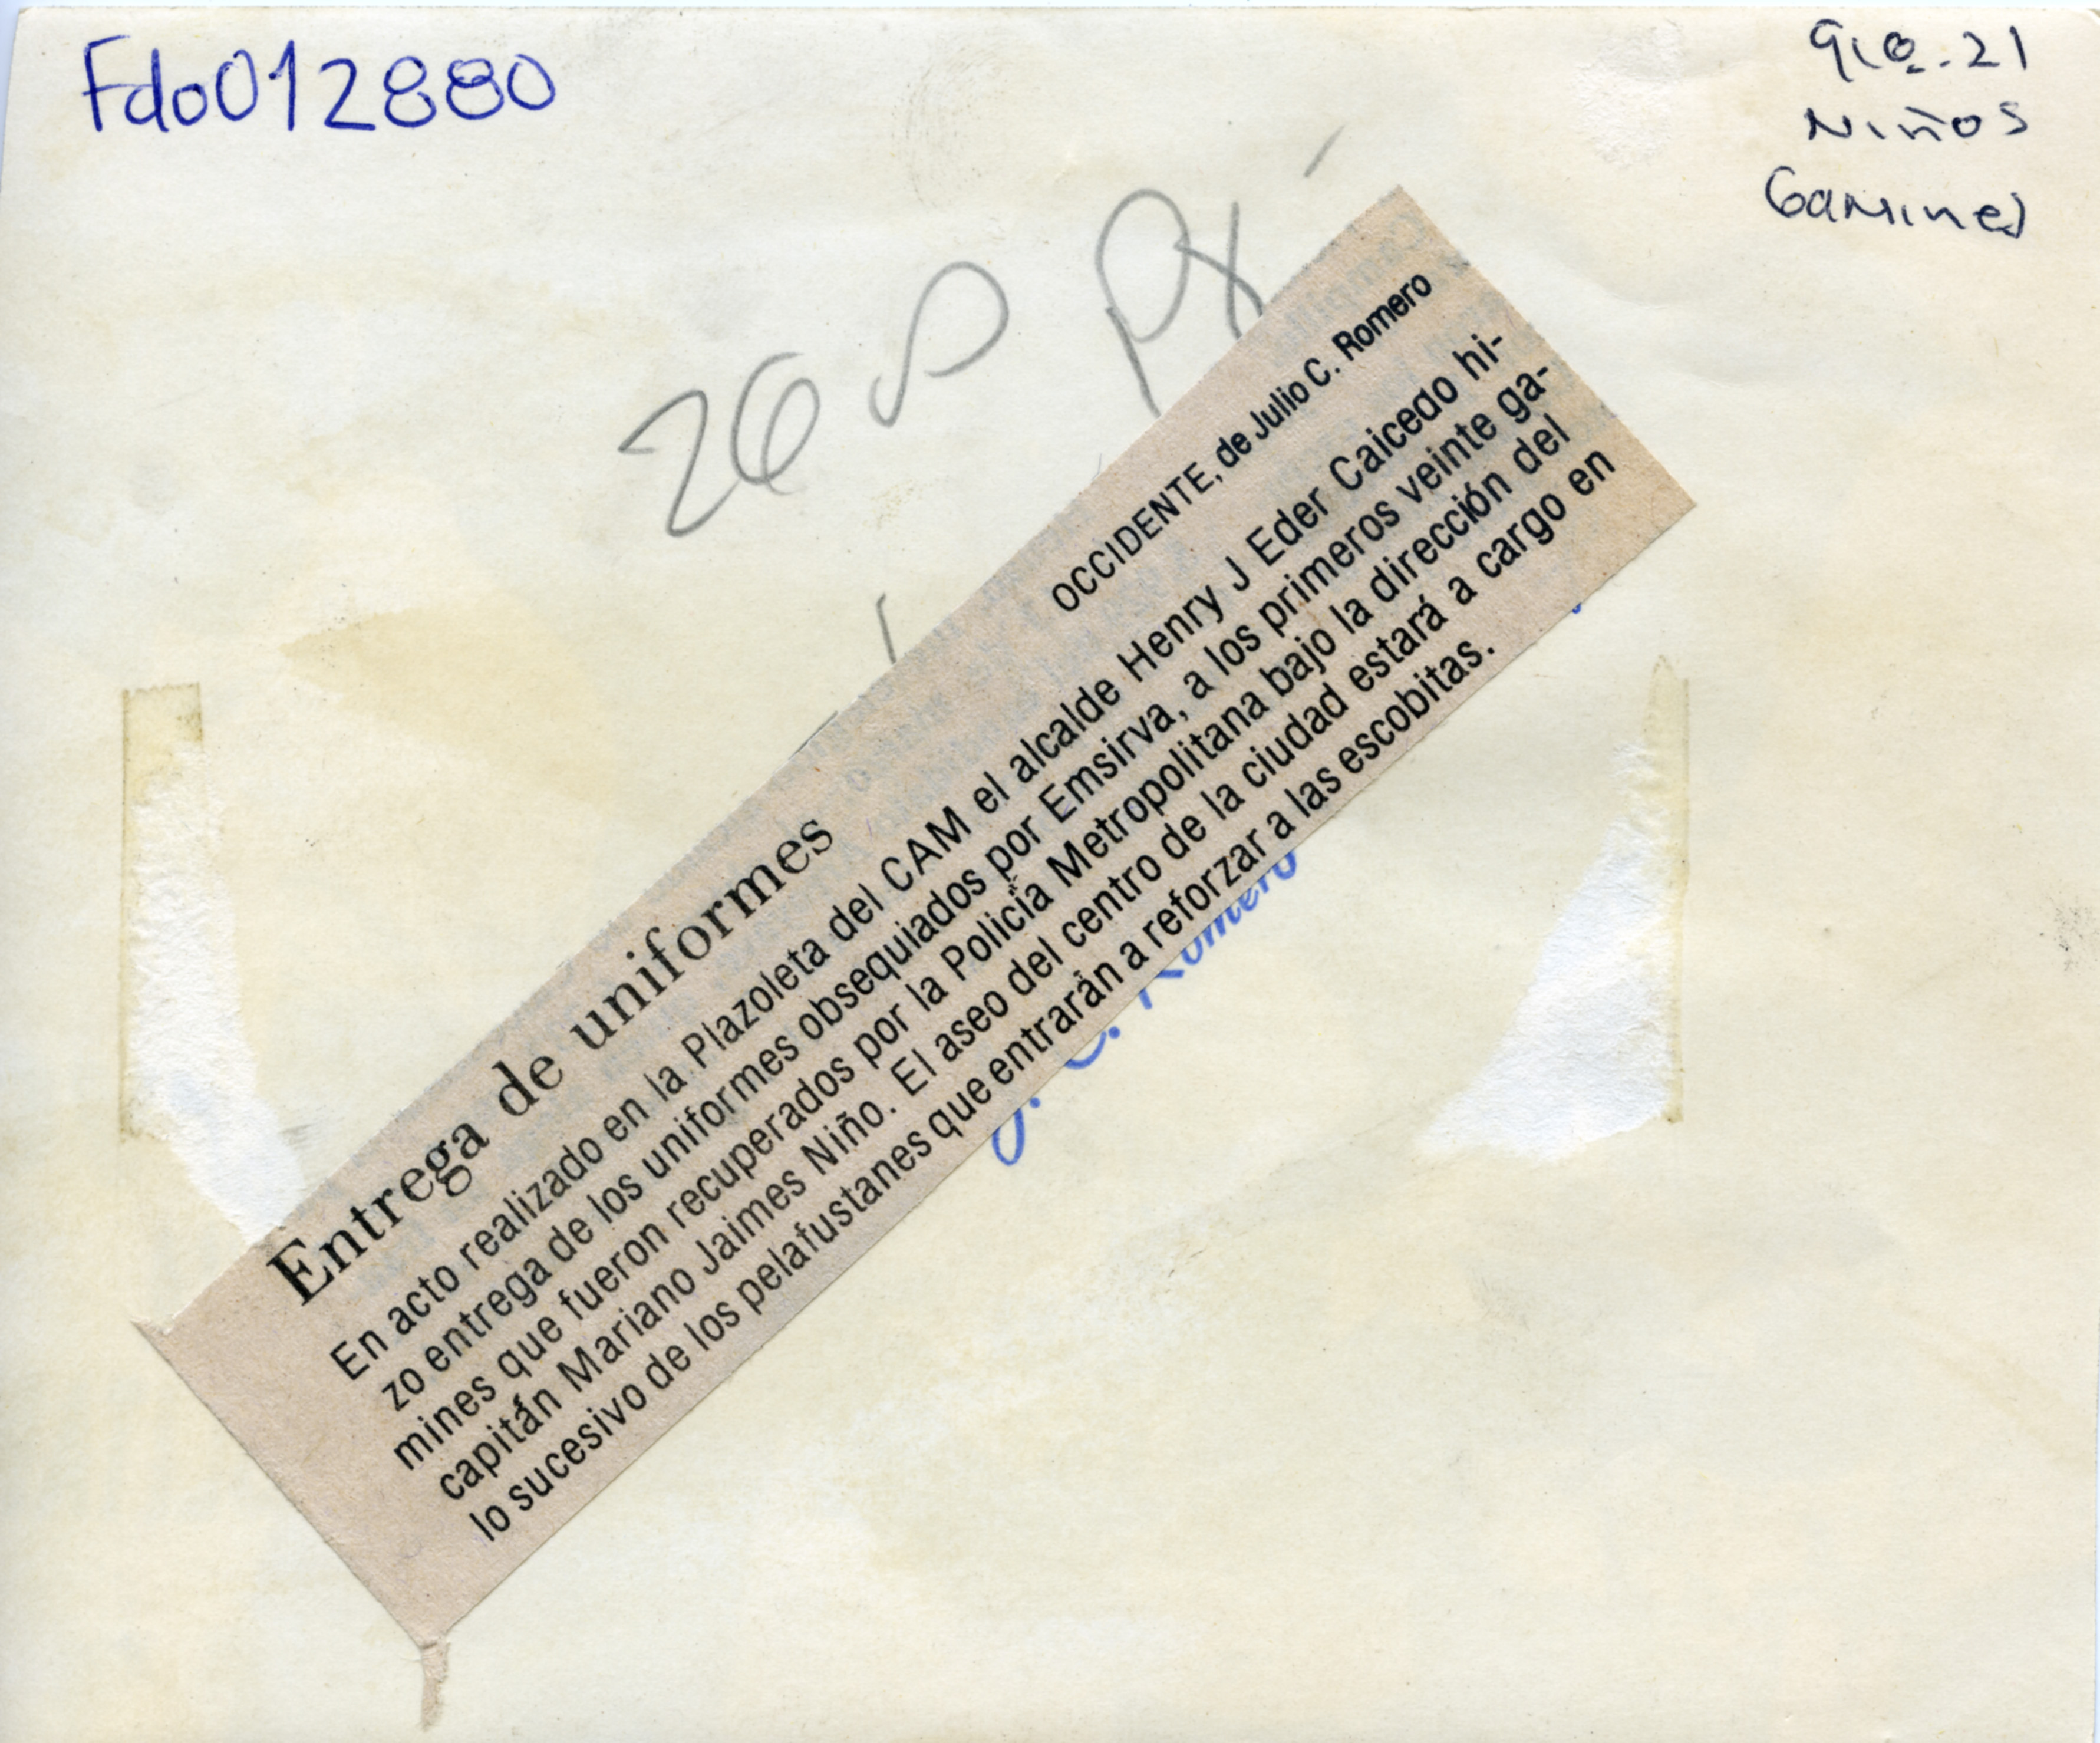 Fdo012880
Niños
Gamines
OCCIDENTE, de Julio C. Romero
Entrega de uniformes
En acto realizado en la Plazoleta del CAM el alcalde Henry J Eder Caicedo hi-
zo entrega de los uniformes obsequiados por Emsirva, a los primeros veinte ga-
mines que fueron recuperados por la Policía Metropolitana bajo la dirección del
capitán Mariano Jaimes Niño. El aseo del centro de la ciudad estará a cargo en
lo sucesivo de los pelafustanes que entrarán a reforzar a las escobitas.
J. C. Romero